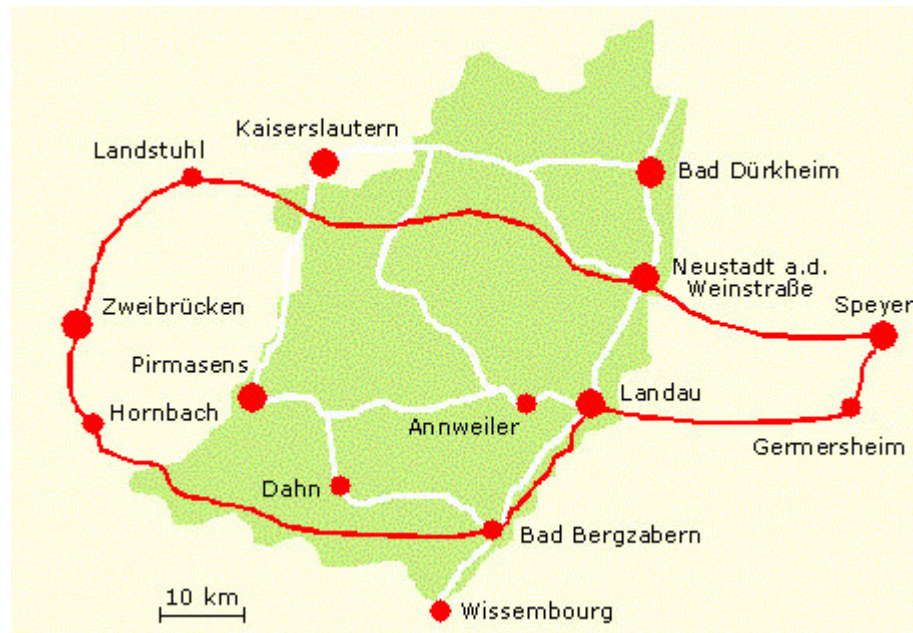 Kaiserslautern
Landstuhl
Bad Dürkheim
Neustadt a.d.
Weinstraße
Speyer
Zweibrücken
Pirmasens
Hornbach
Landau
Annweiler
Germersheim
Dahn
Bad Bergzabern
10 km
Wissembourg